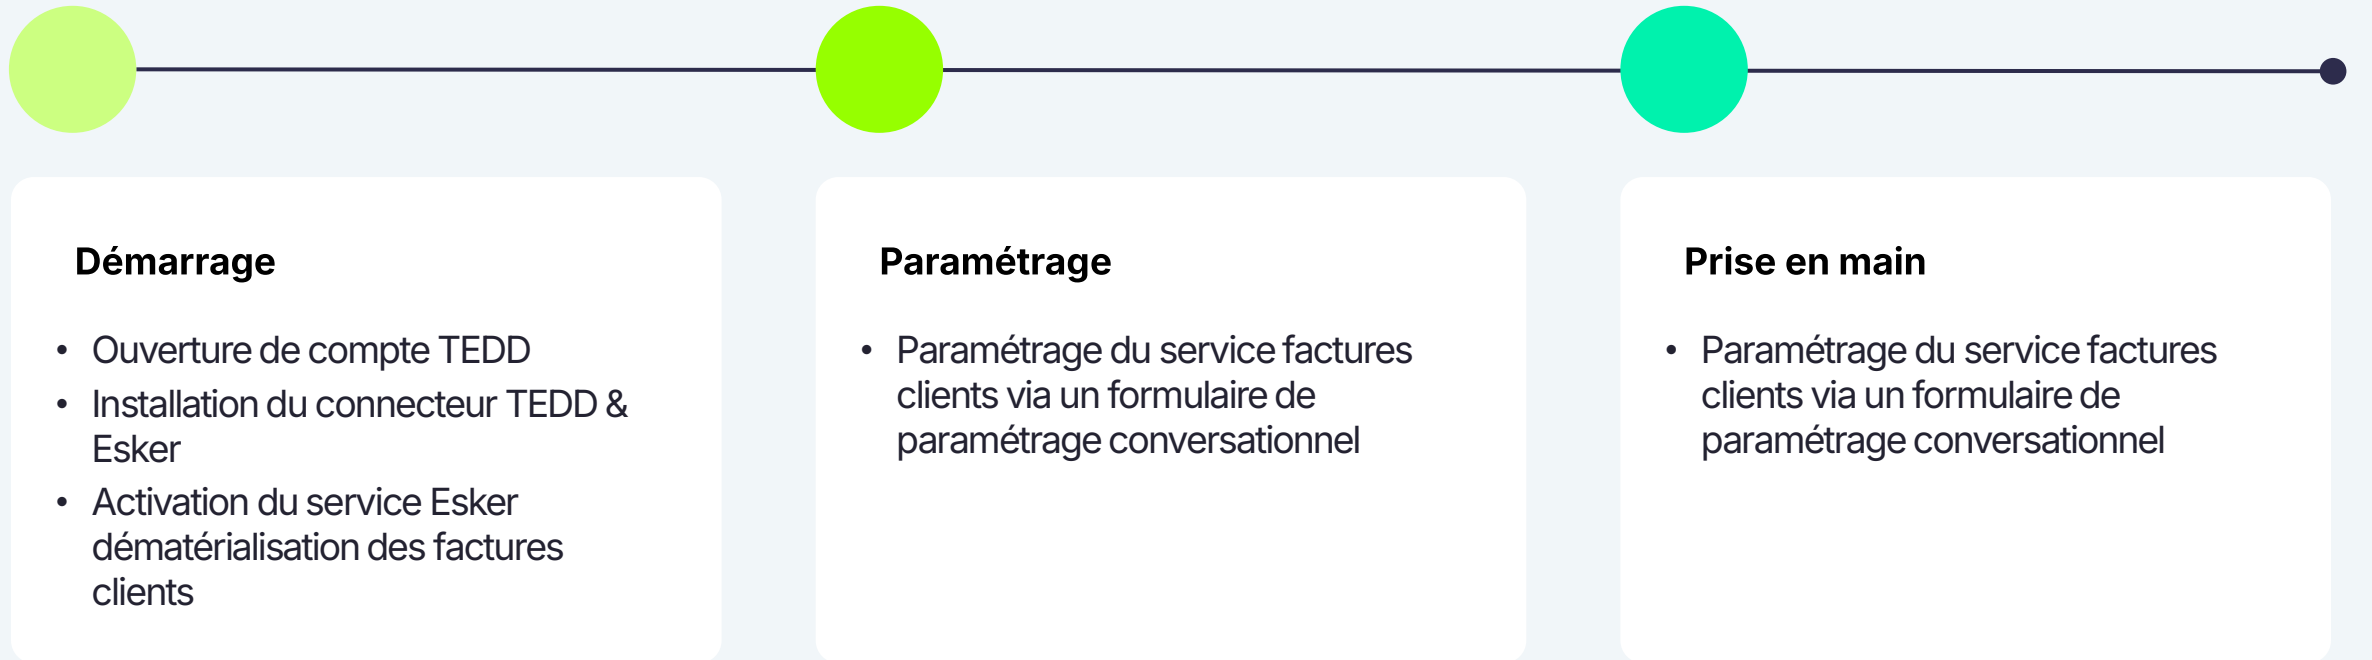 Démarrage
• Ouverture de compte TEDD
• Installation du connecteur TEDD &
Esker
• Activation du service Esker
dématérialisation des factures
clients
Paramétrage
• Paramétrage du service factures
clients via un formulaire de
paramétrage conversationnel
Prise en main
• Paramétrage du service factures
clients via un formulaire de
paramétrage conversationnel